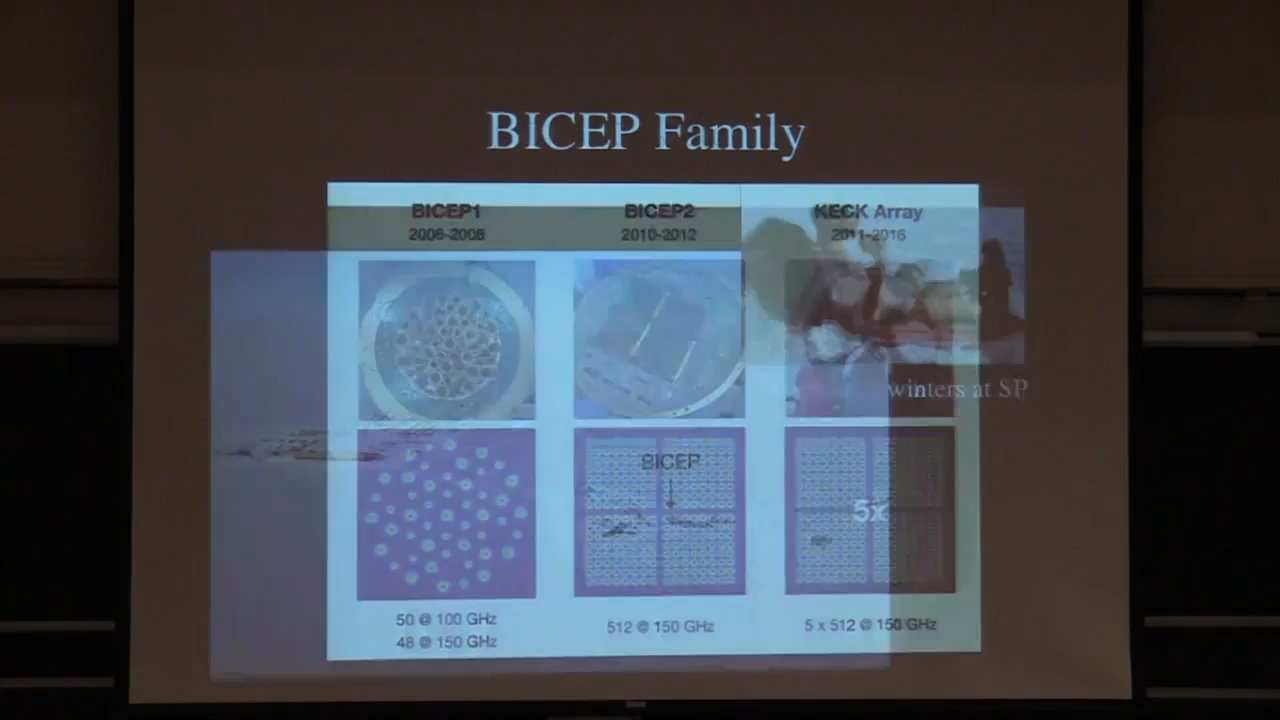 BICEP Family
BICEP1
2006-2008
BICEP2
2010-2012
KECK Array
2011-2016
winters at SP
BICEP
5x
50 @ 100 GHz
48 @ 150 GHz
512 @ 150 GHz
5 x 512 @ 150 GHz